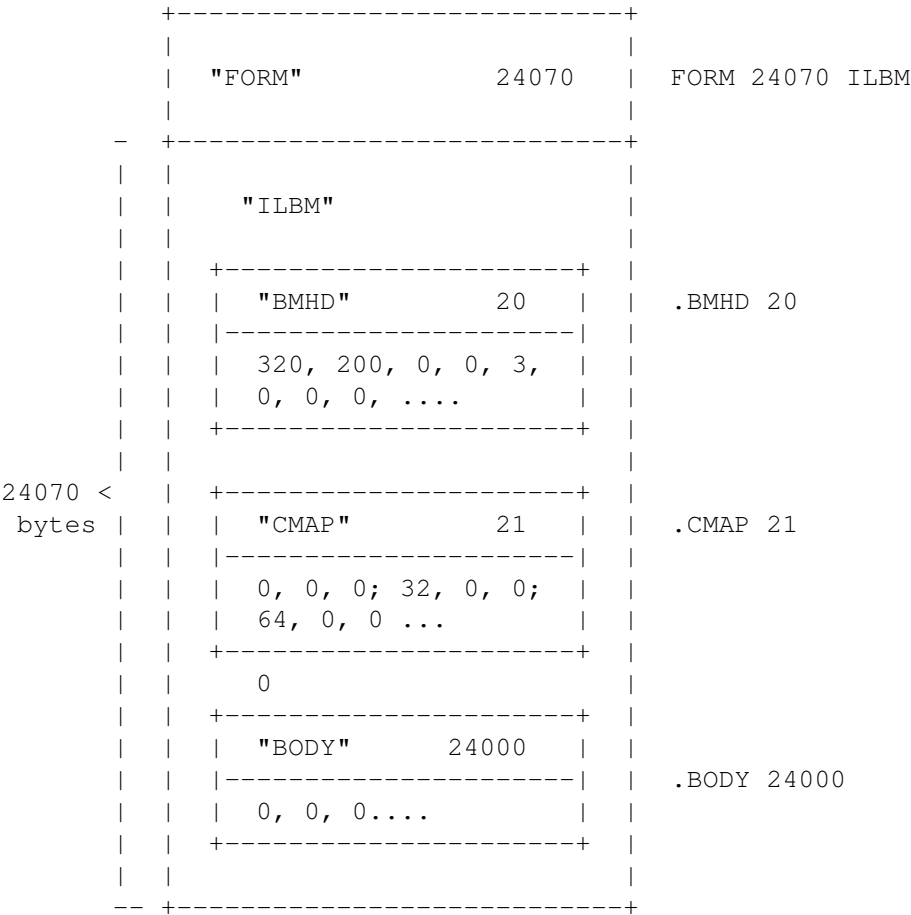 "FORM" 24070 FORM 24070 ILBM
"ILBM"
"BMHD" 20 .BMHD 20
320, 200, 0, 0, 3,
0, 0, 0, ....
24070 <
bytes "CMAP" 21 .CMAP 21
0, 0, 0; 32, 0, 0;
64, 0, 0 ...
0
"BODY" 24000
.BODY 24000
0, 0, 0....